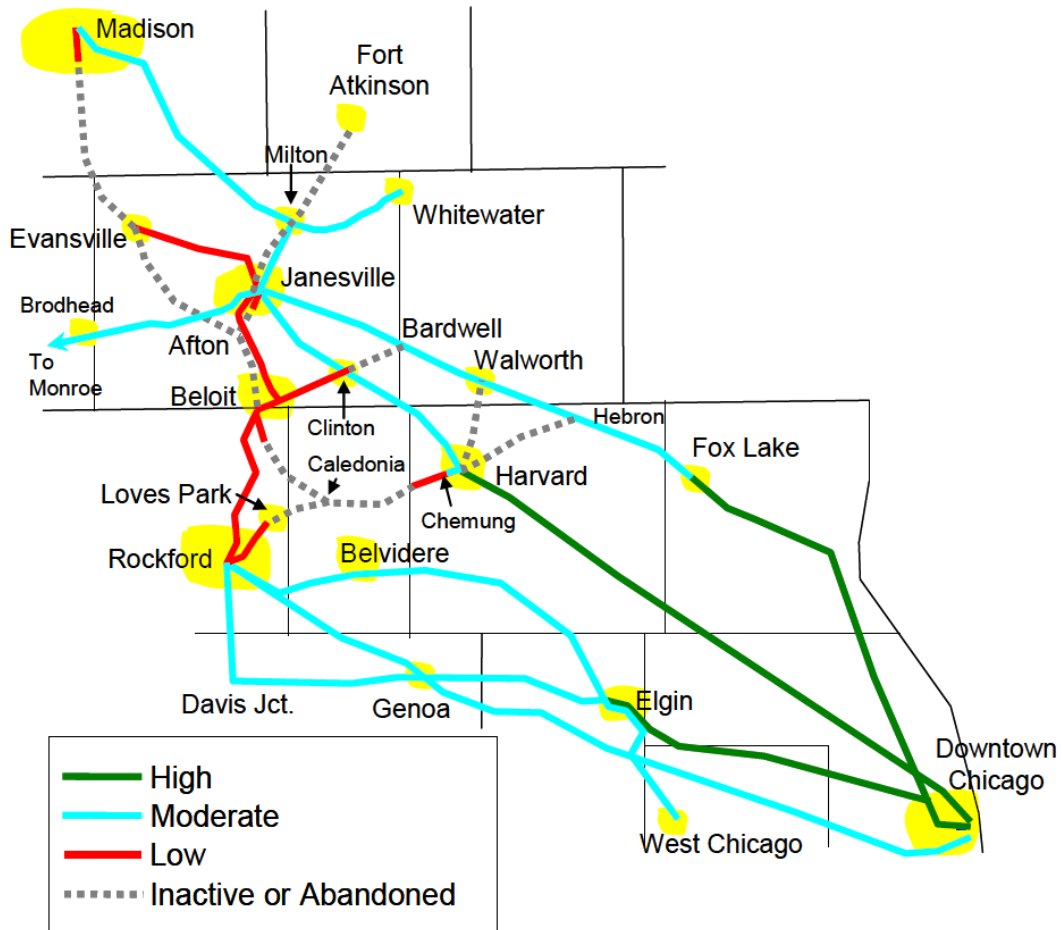 Madison
Fort
Atkinson
Milton
Whitewater
Evansville
Janesville
Brodhead
Bardwell
Afton
Walworth
To
Monroe
Beloit
Clinton
Hebron
Fox Lake
Caledonia
Harvard
Loves Park
Chemung
Rockford
Belvidere
Davis Jct.
Genoa
Elgin
Downtown
Chicago
West Chicago
High
Moderate
Low
Inactive or Abandoned